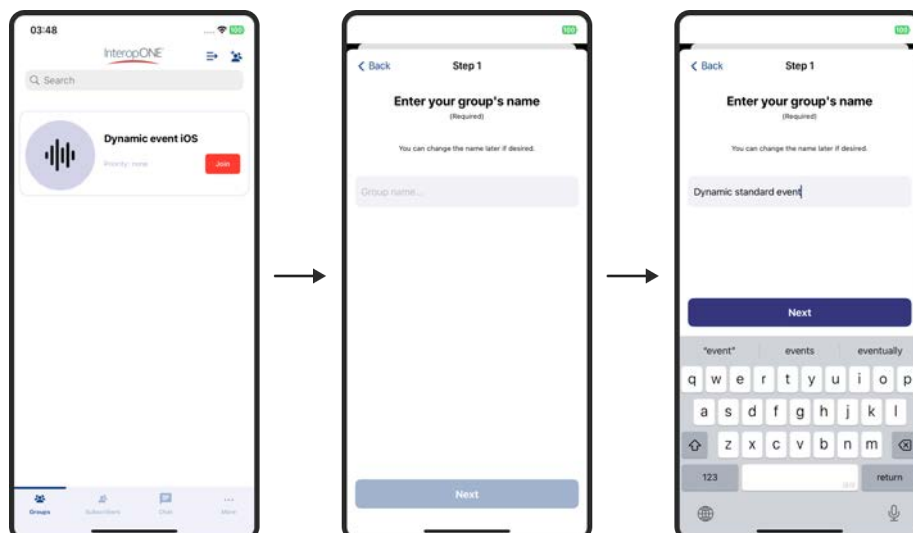 03:48
100
InteropONE
Search
Dynamic event iOS
Priority: none
Join
Groups
Subscribers
Chat
More
100
Back
Step 1
Enter your group's name
(Required)
You can change the name later if desired.
Group name...
Next
100
Back
Step 1
Enter your group's name
(Required)
You can change the name later if desired.
Dynamic standard event
Next
"event" events eventually
q w e r t y u i o p
a s d f g h j k l
z x c v b n m
123 return